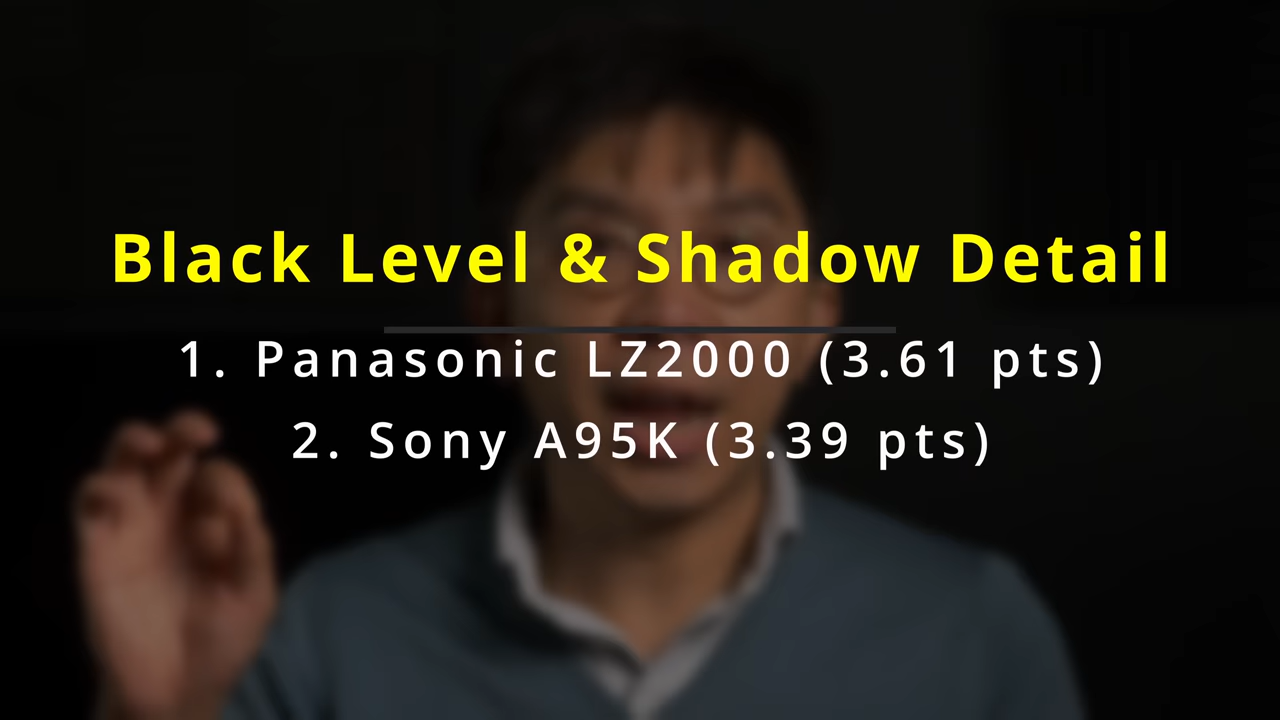 Black Level & Shadow Detail
1. Panasonic LZ2000 (3.61 pts)
2. Sony A95K (3.39 pts)